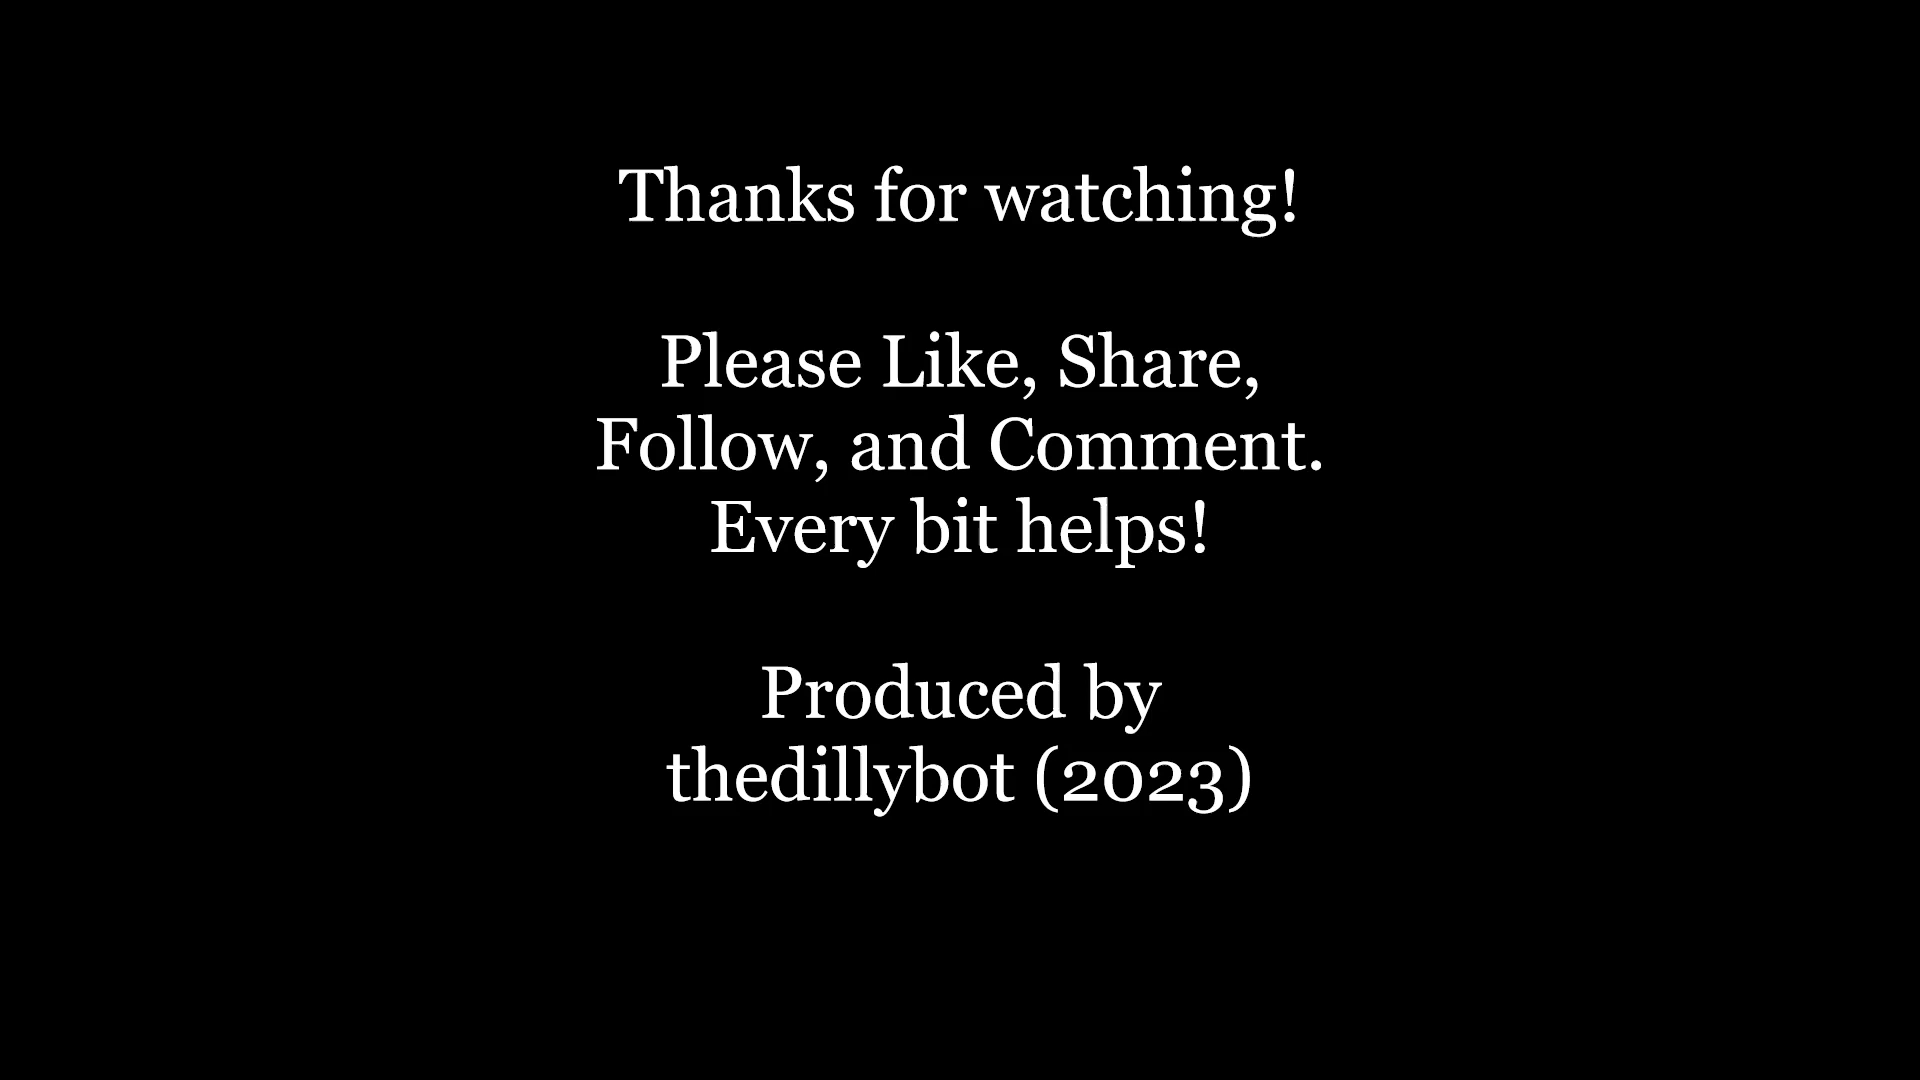 Thanks for watching!
Please Like, Share,
Follow, and Comment.
Every bit helps!
Produced by
thedillybot (2023)